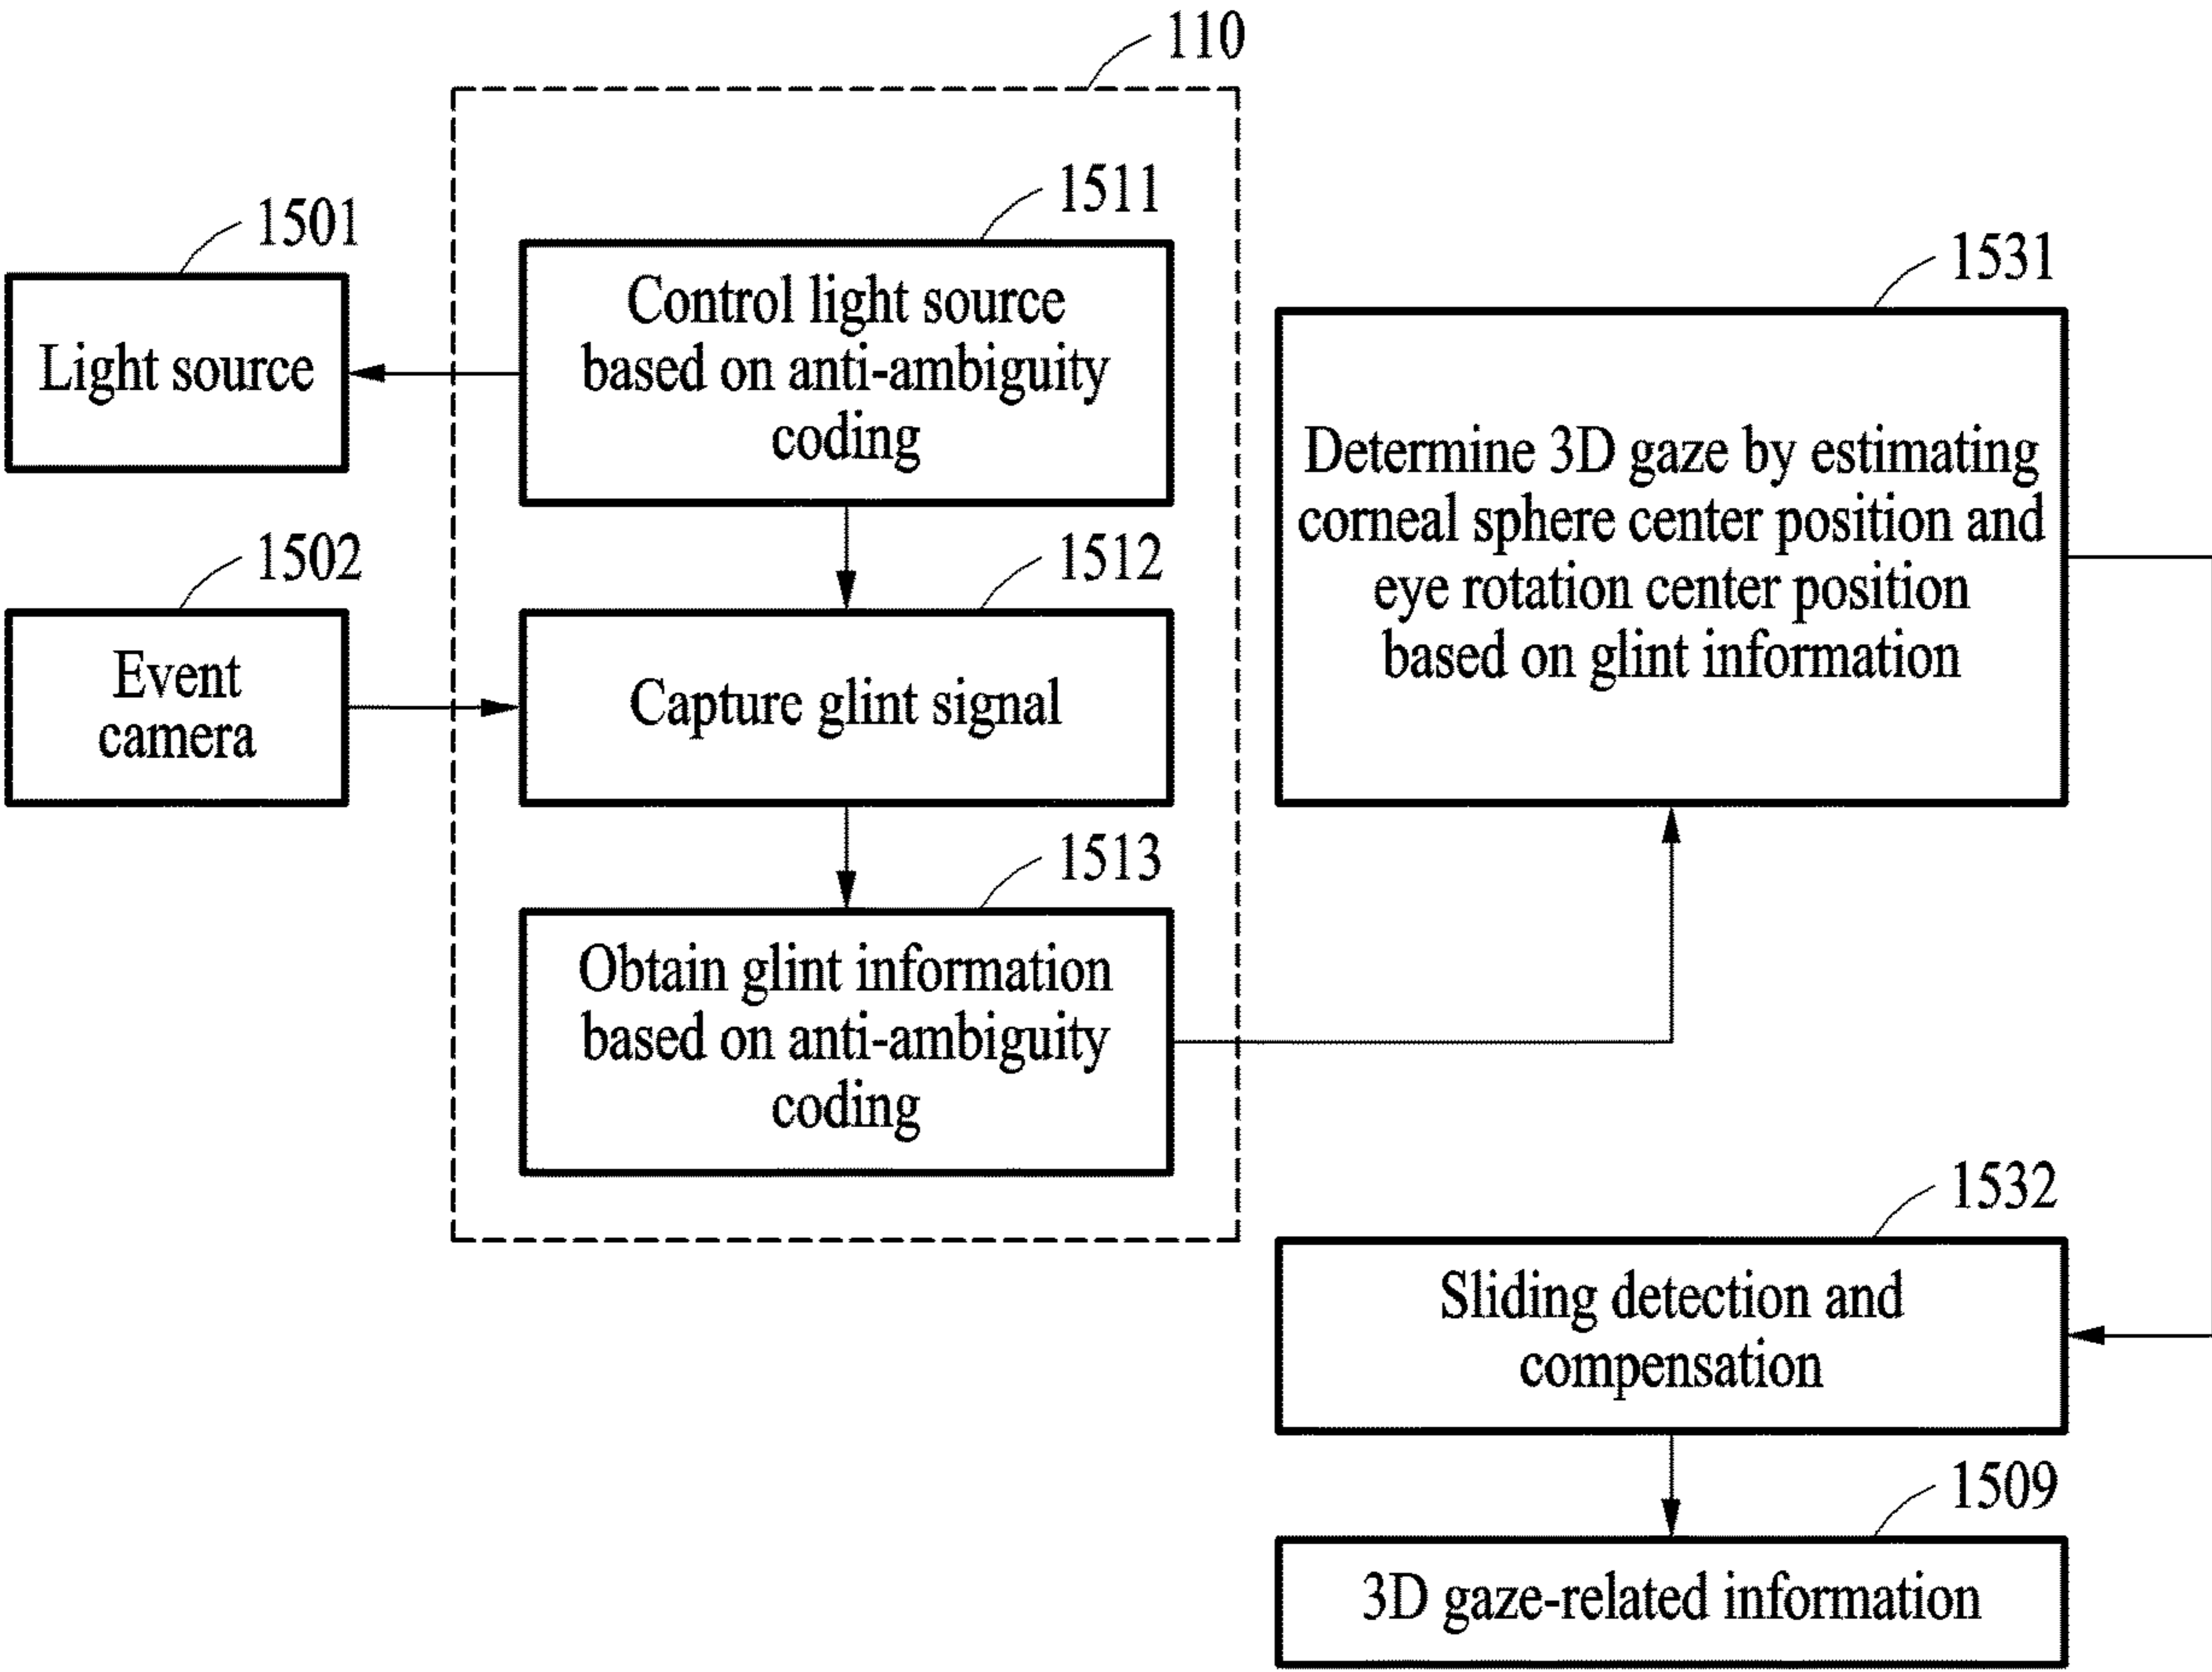 110
1511
Control light source
based on anti-ambiguity
coding
1501
Light source
1502
Event
camera
1512
Capture glint signal
1513
Obtain glint information
based on anti-ambiguity
coding
1531
Determine 3D gaze by estimating
corneal sphere center position and
eye rotation center position
based on glint information
1532
Sliding detection and
compensation
1509
3D gaze-related information